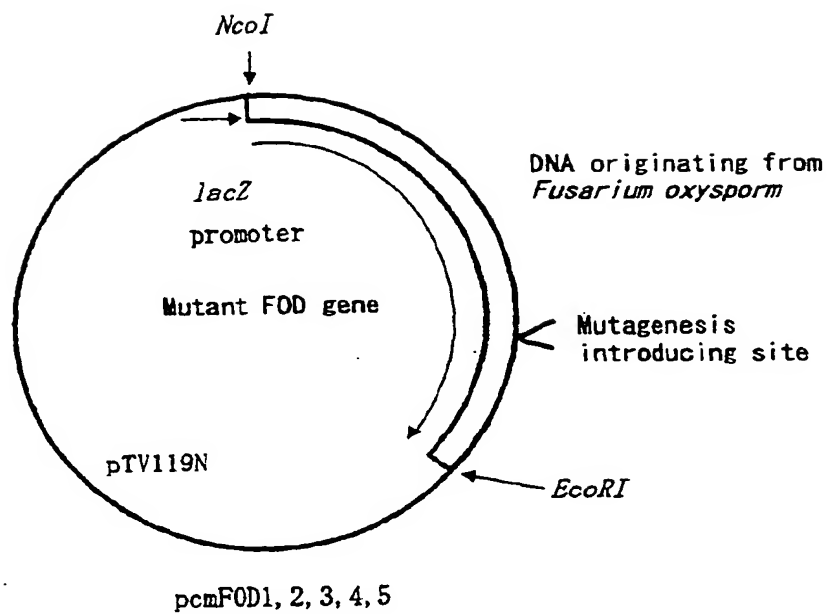 NcoI
DNA originating from
Fusarium oxysporm
lacZ
promoter
Mutant FOD gene
Mutagenesis
introducing site
pTV119N
EcoRI
pcmFOD1, 2, 3, 4, 5